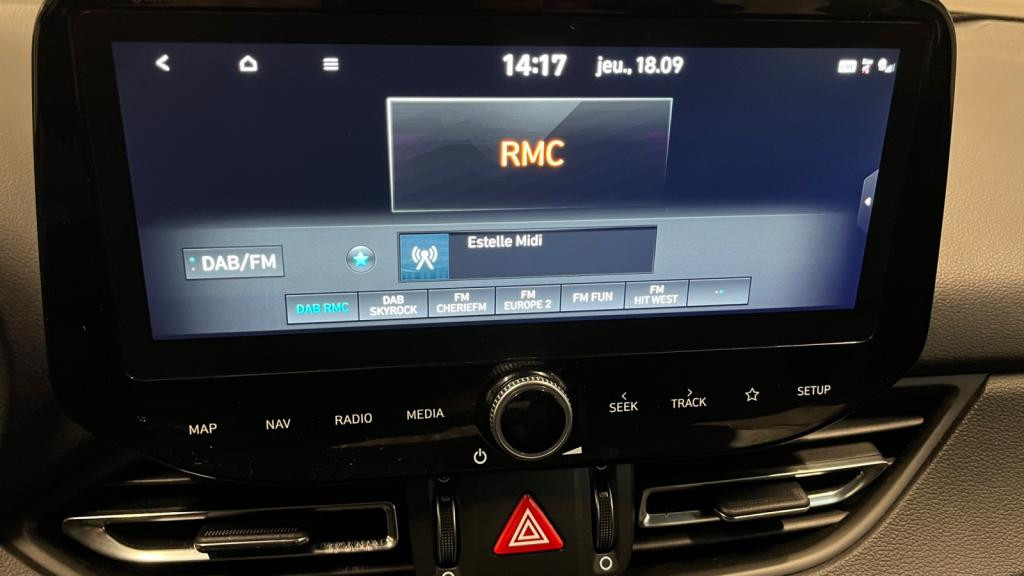 14:17 jeu., 18.09
RMC
Estelle Midi
DAB/FM
DAB RMC
DAB
SKYROCK
FM
CHERIEFM
FM
EUROPE 2
FM FUN
FM
HIT WEST
MAP
NAV
RADIO
MEDIA
SEEK
TRACK
SETUP